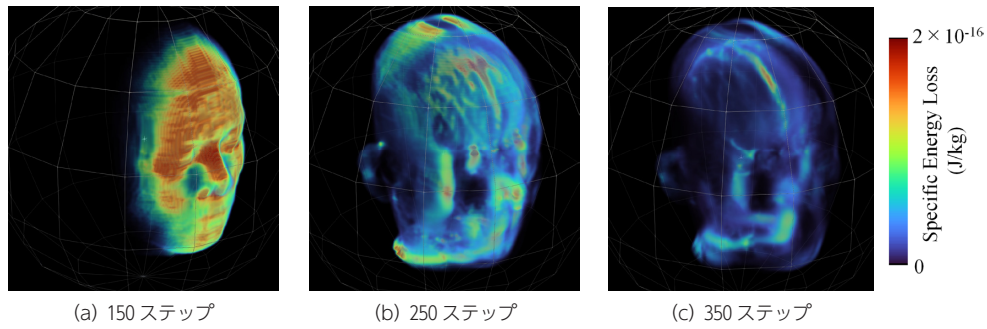 2 × 10-16
Specific Energy Loss
(J/kg)
0
(a) 150 ステップ
(b) 250 ステップ
(c) 350 ステップ